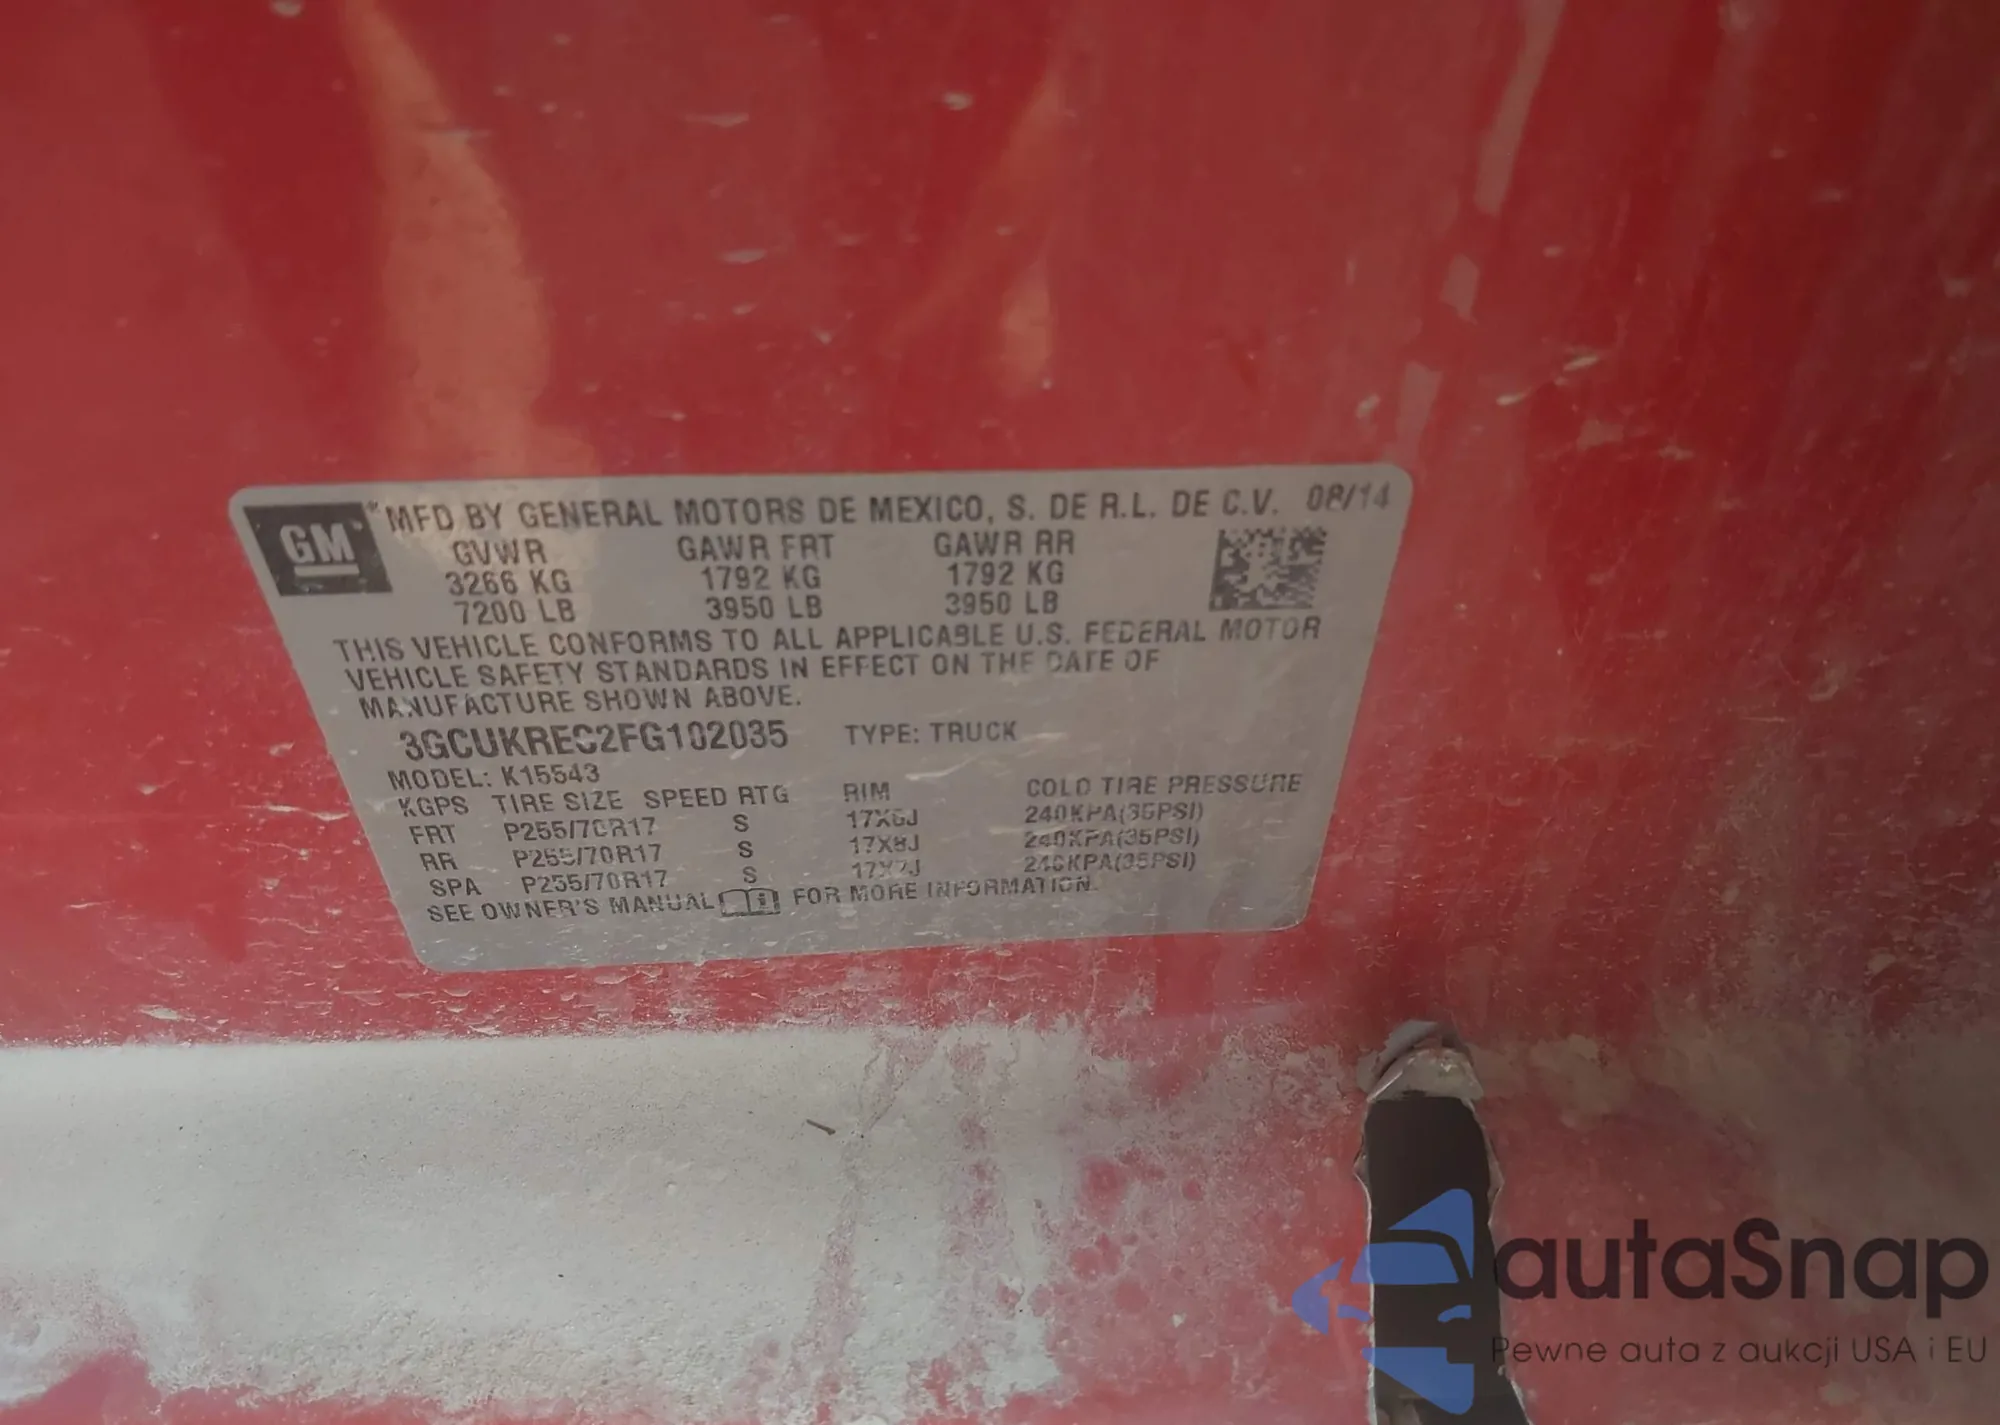 GM
MFD BY GENERAL MOTORS DE MEXICO, S. DE R.L. DE C.V. 08/14
GVWR GAWR FRT GAWR RR
3266 KG 1792 KG 1792 KG
7200 LB 3950 LB 3950 LB
THIS VEHICLE CONFORMS TO ALL APPLICABLE U.S. FEDERAL MOTOR
VEHICLE SAFETY STANDARDS IN EFFECT ON THE DATE OF
MANUFACTURE SHOWN ABOVE.
3GCUKREC2FG102035 TYPE: TRUCK
MODEL: K15543
KGPS TIRE SIZE SPEED RTG RIM COLD TIRE PRESSURE
FRT P255/70R17 S 240KPA(35PSI)
RR P255/70R17 S 17X8J 240KPA(35PSI)
SPA P255/70R17 S 17X7J 240KPA(35PSI)
SEE OWNER'S MANUAL i FOR MORE INFORMATION.
autaSnap
Pewne auta z aukcji USA i EU